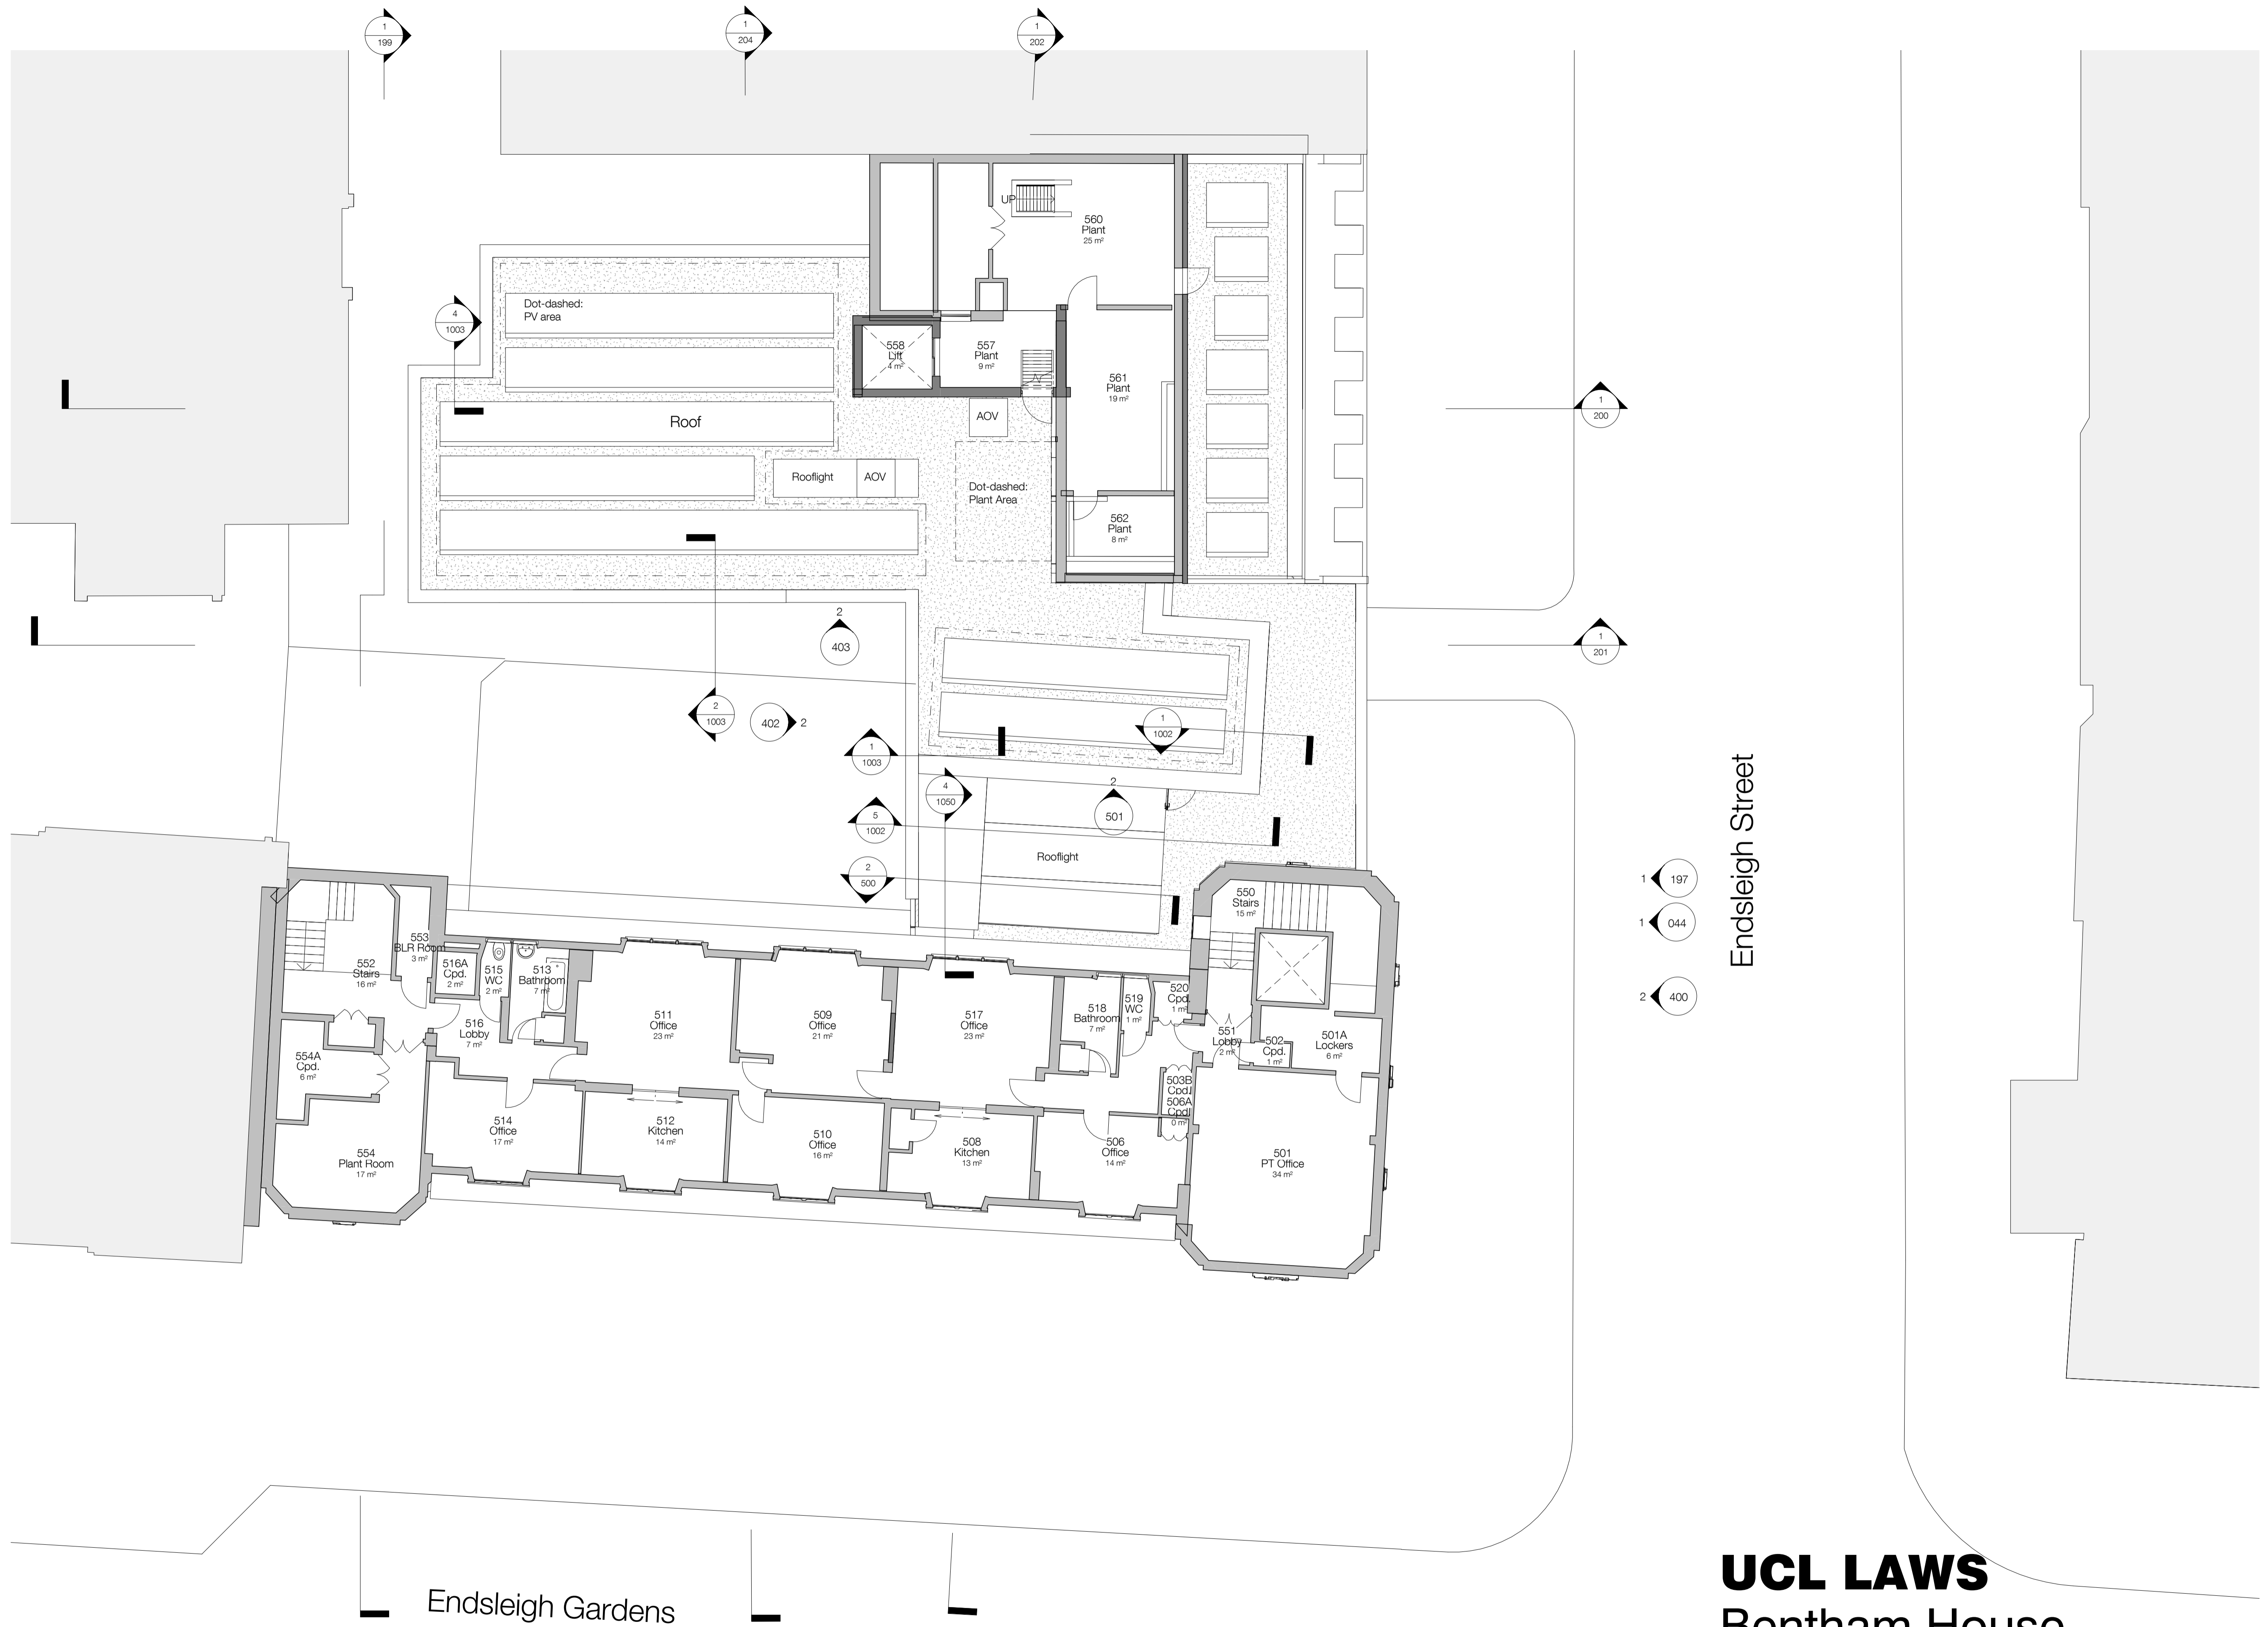 1
199
1
204
1
202
UP
560
Plant
25 m²
Dot-dashed:
PV area
4
1003
558
Lift
4 m²
557
Plant
9 m²
561
Plant
19 m²
1
200
Roof
AOV
Rooflight
AOV
Dot-dashed:
Plant Area
562
Plant
8 m²
2
403
1
201
2
1003
402
2
1
1002
1
1003
4
1050
2
501
5
1002
Rooflight
2
500
Endsleigh Street
1
197
1
044
2
400
550
Stairs
15 m²
553
BLR Room
3 m²
552
Stairs
16 m²
516A
Cpd.
2 m²
515
WC
2 m²
513
Bathroom
7 m²
516
Lobby
7 m²
511
Office
23 m²
509
Office
21 m²
517
Office
23 m²
518
Bathroom
7 m²
519
WC
1 m²
520
Cpd.
1 m²
551
Lobby
2 m²
502
Cpd.
1 m²
501A
Lockers
6 m²
554A
Cpd.
6 m²
503B
Cpd.
506A
Cpd.
0 m²
554
Plant Room
17 m²
514
Office
17 m²
512
Kitchen
14 m²
510
Office
16 m²
508
Kitchen
13 m²
506
Office
14 m²
501
PT Office
34 m²
Endsleigh Gardens
UCL LAWS
Bentham House